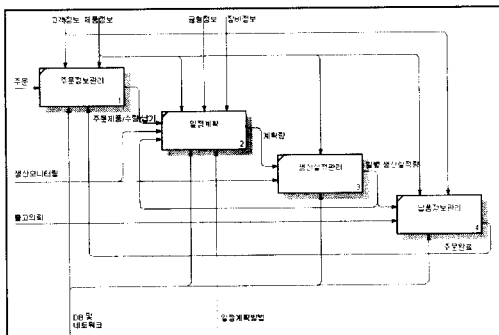 고객정보 제품정보 금형정보 장비정보
주문
주문정보관리
1
주문제품/수량/납기
일정계획
2
계획량
생산모니터링
생산실적관리
3
일별 생산실적량
출고의뢰
납품정보관리
4
주문완료
DB 및
네트워크
일정계획방법